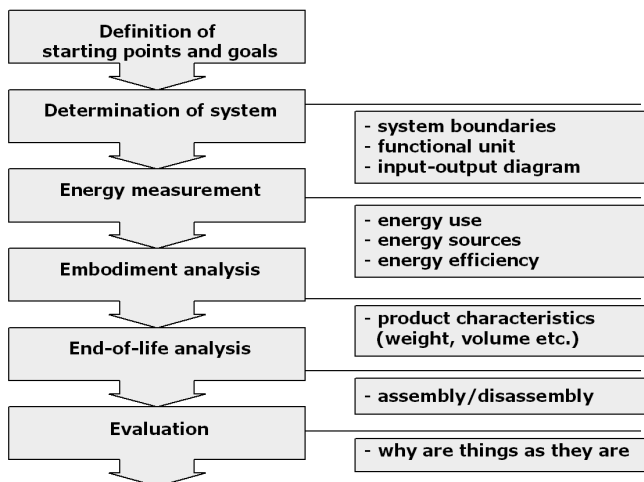 Definition of
starting points and goals
Determination of system
- system boundaries
- functional unit
- input-output diagram
Energy measurement
- energy use
- energy sources
- energy efficiency
Embodiment analysis
- product characteristics
(weight, volume etc.)
End-of-life analysis
- assembly/disassembly
Evaluation
- why are things as they are